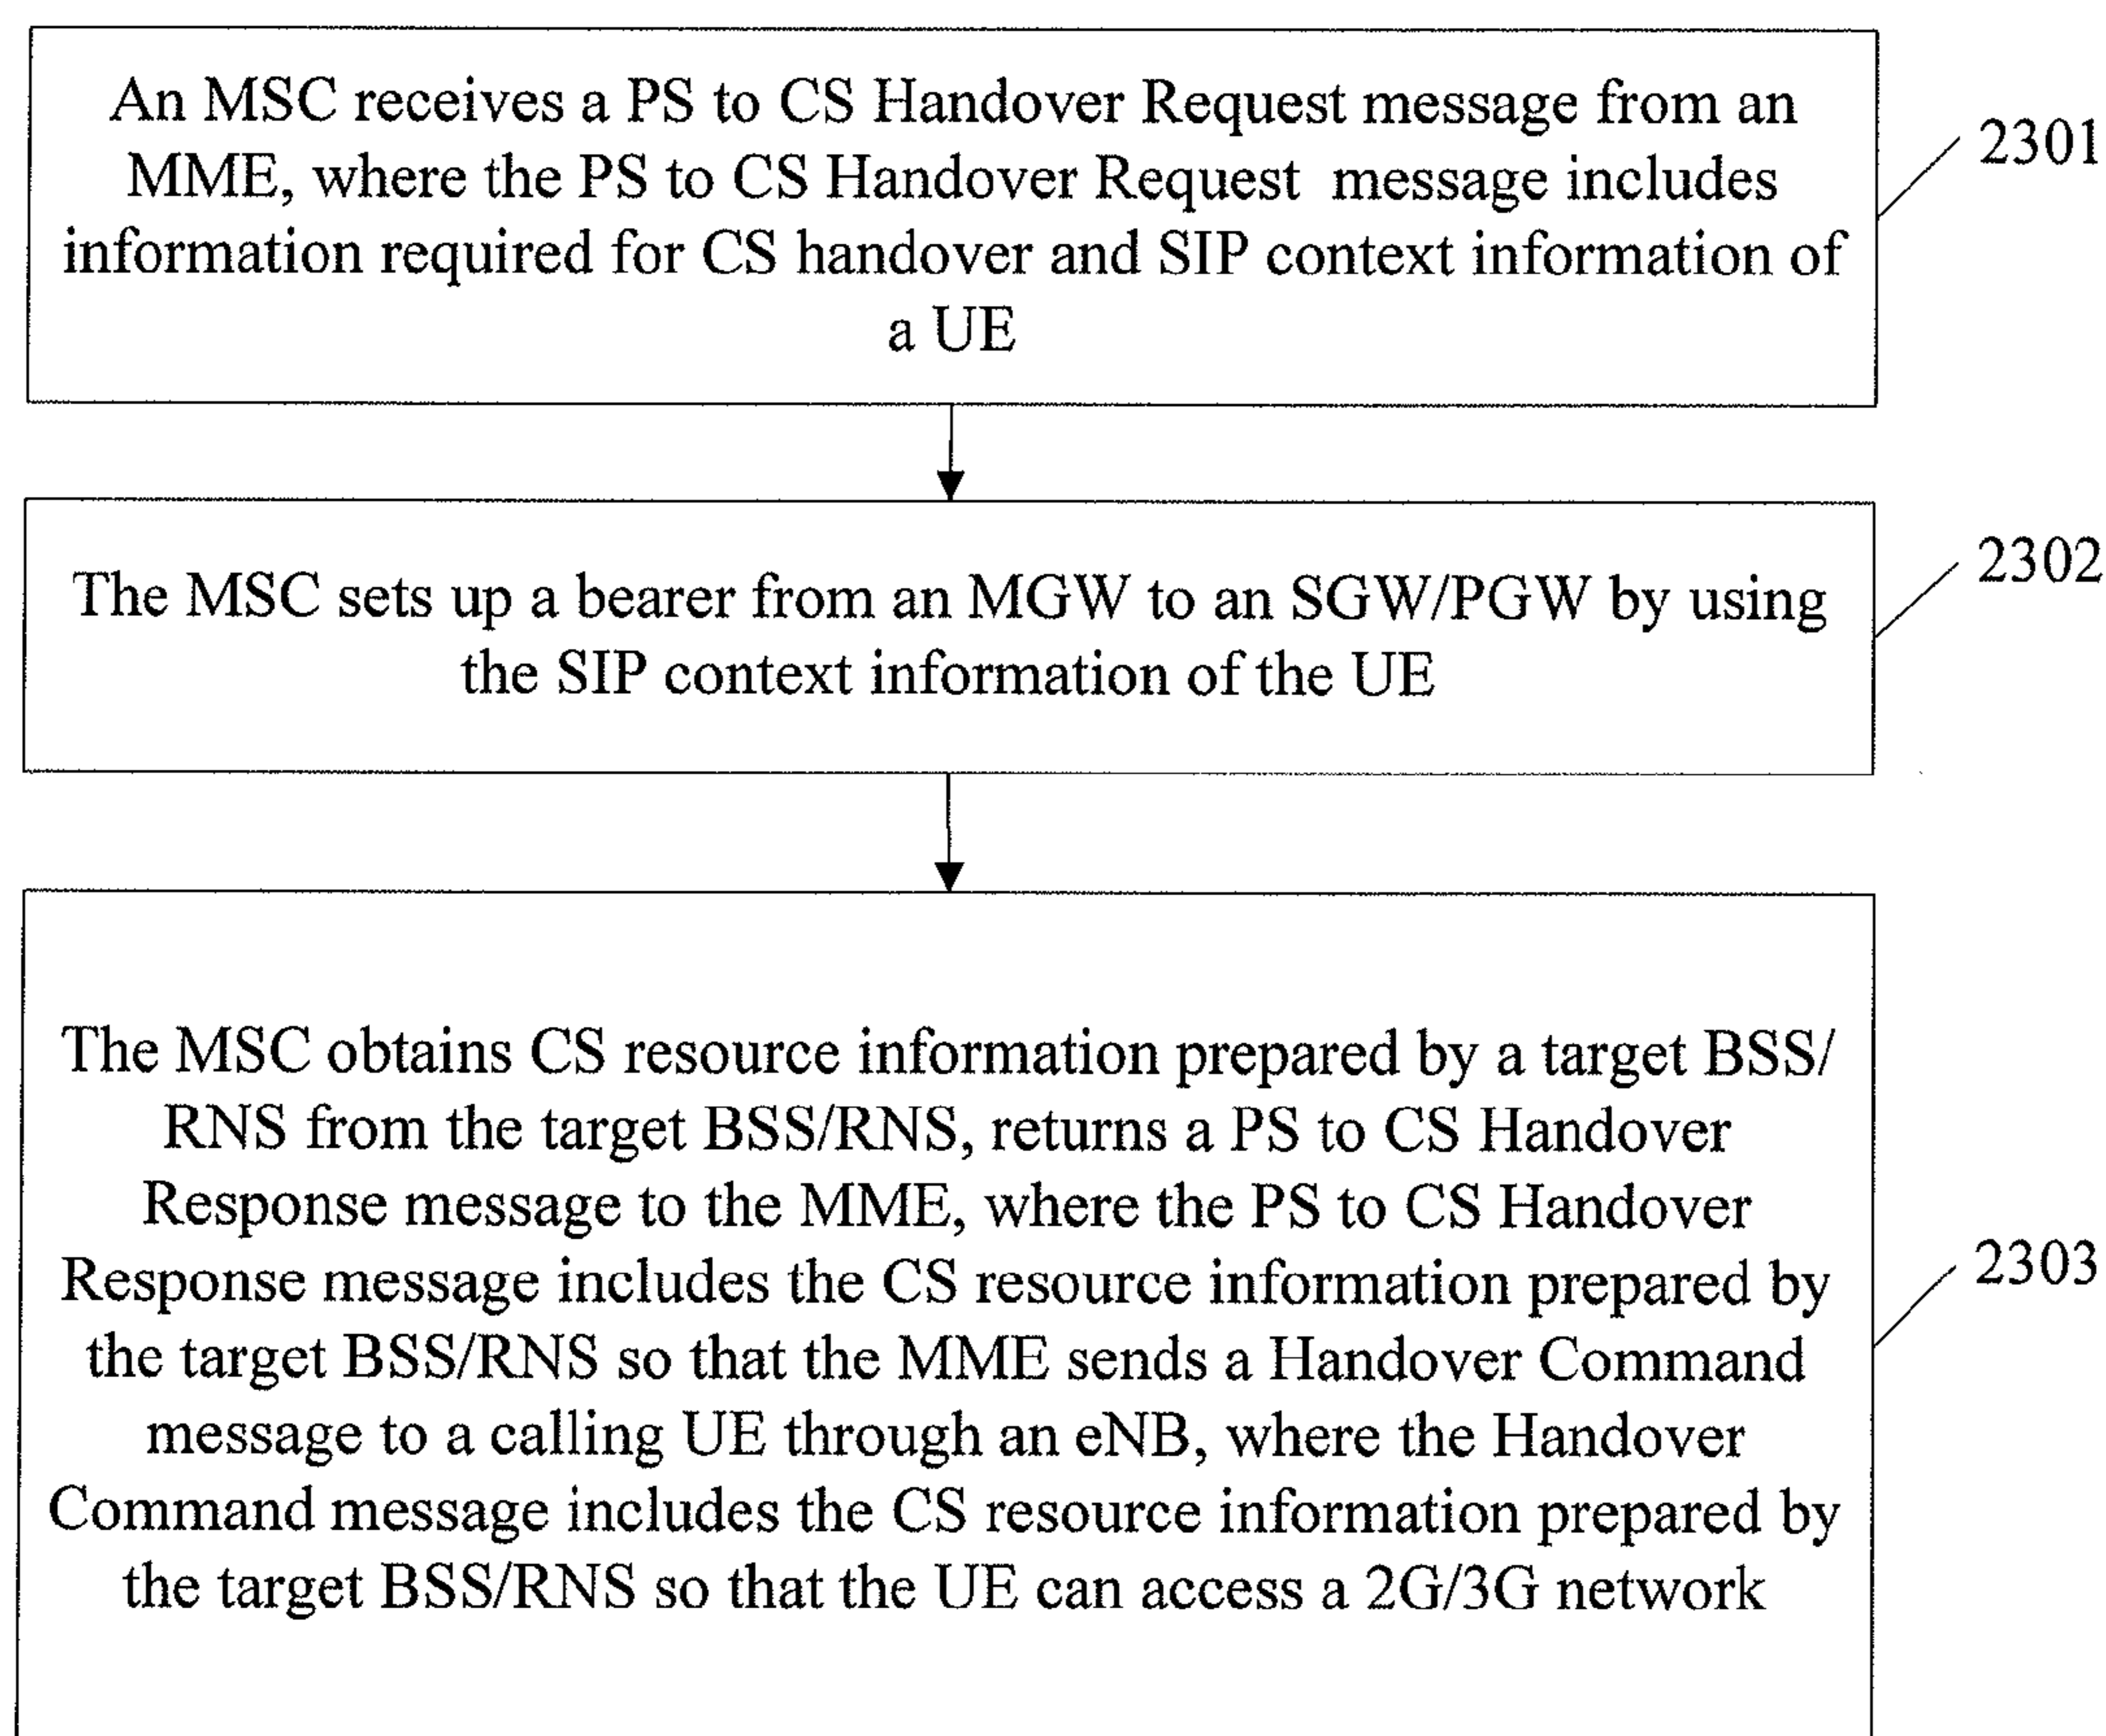 An MSC receives a PS to CS Handover Request message from an
MME, where the PS to CS Handover Request message includes
information required for CS handover and SIP context information of
a UE
2301
The MSC sets up a bearer from an MGW to an SGW/PGW by using
the SIP context information of the UE
2302
The MSC obtains CS resource information prepared by a target BSS/
RNS from the target BSS/RNS, returns a PS to CS Handover
Response message to the MME, where the PS to CS Handover
Response message includes the CS resource information prepared by
the target BSS/RNS so that the MME sends a Handover Command
message to a calling UE through an eNB, where the Handover
Command message includes the CS resource information prepared by
the target BSS/RNS so that the UE can access a 2G/3G network
2303